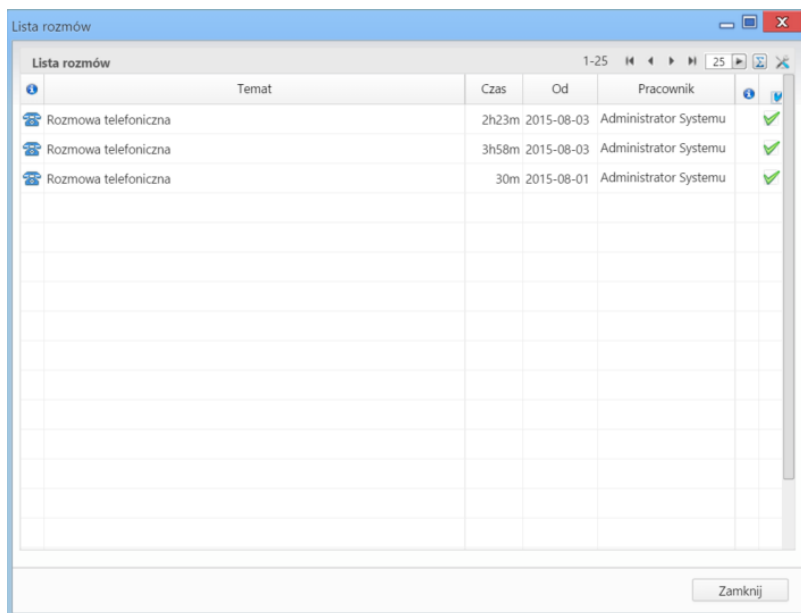 Lista rozmów
Lista rozmów 1-25 25
Temat Czas Od Pracownik
Rozmowa telefoniczna 2h23m 2015-08-03 Administrator Systemu
Rozmowa telefoniczna 3h58m 2015-08-03 Administrator Systemu
Rozmowa telefoniczna 30m 2015-08-01 Administrator Systemu
Zamknij